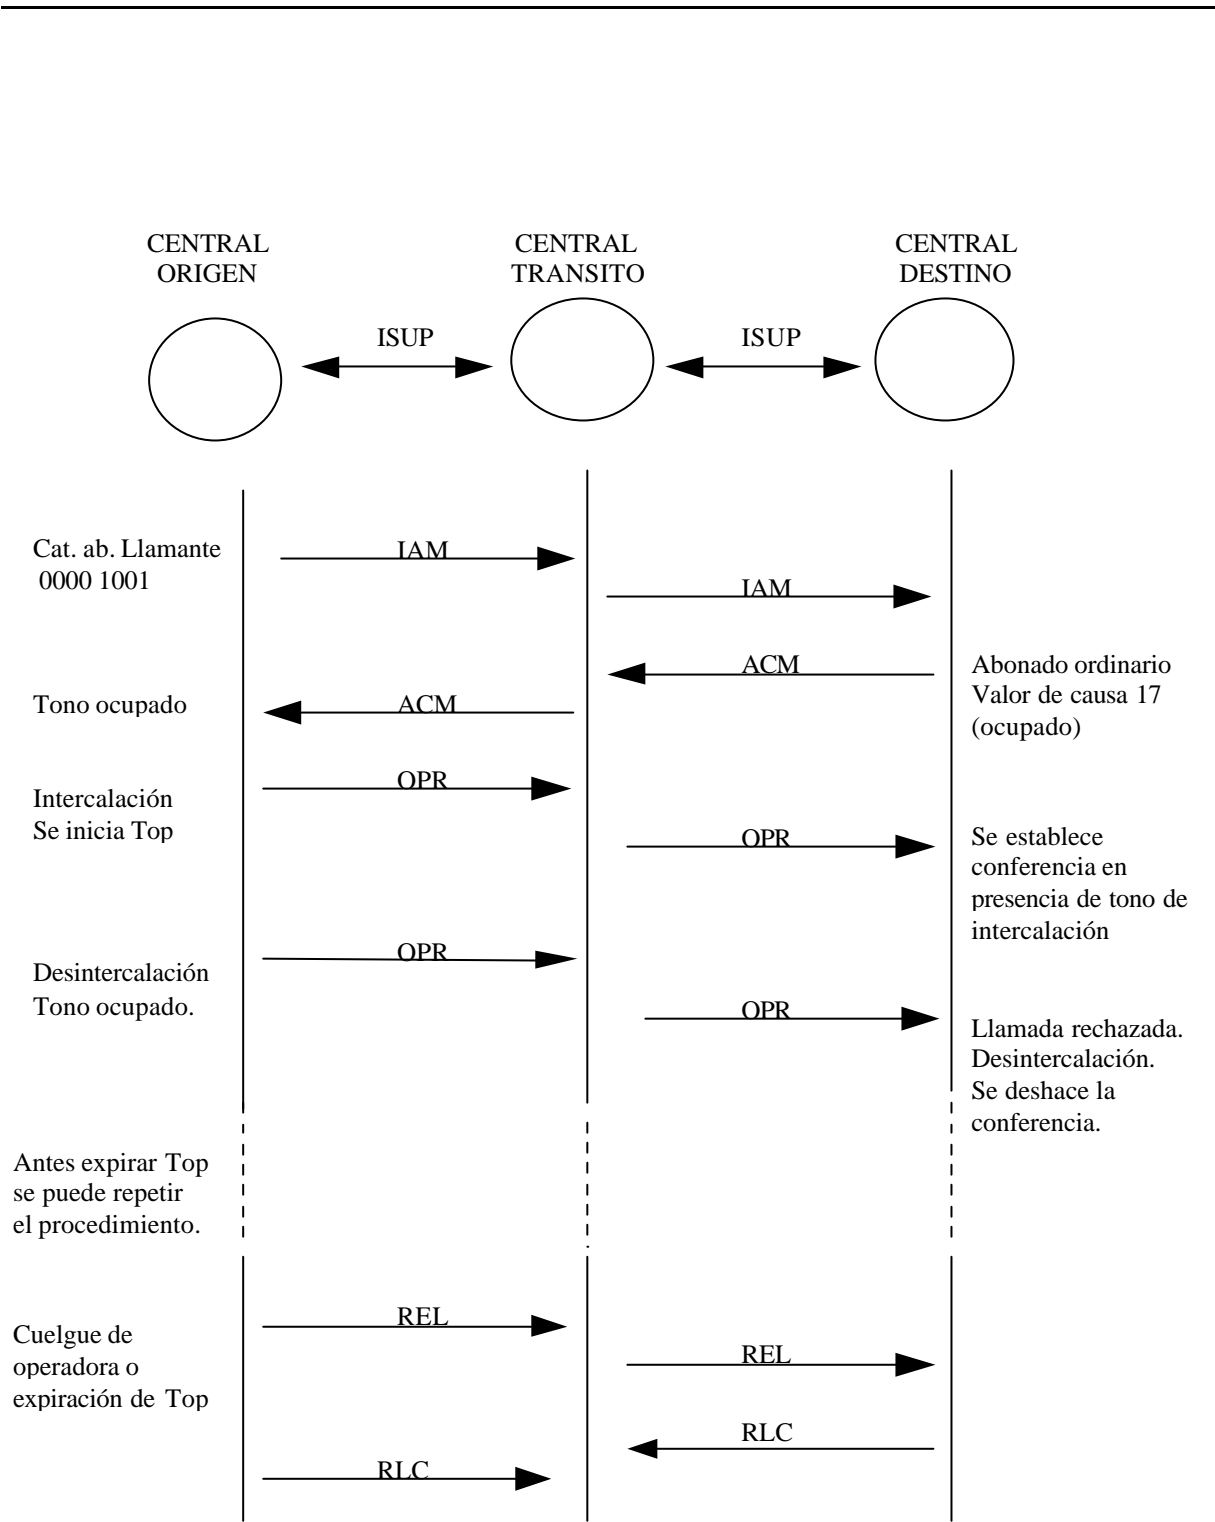 CENTRAL
ORIGEN
CENTRAL
TRANSITO
CENTRAL
DESTINO
ISUP
ISUP
Cat. ab. Llamante
0000 1001
IAM
IAM
ACM
Abonado ordinario
Valor de causa 17
(ocupado)
Tono ocupado
ACM
OPR
Intercalación
Se inicia Top
OPR
Se establece
conferencia en
presencia de tono de
intercalación
OPR
Desintercalación
Tono ocupado.
OPR
Llamada rechazada.
Desintercalación.
Se deshace la
conferencia.
Antes expirar Top
se puede repetir
el procedimiento.
REL
Cuelgue de
operadora o
expiración de Top
REL
RLC
RLC